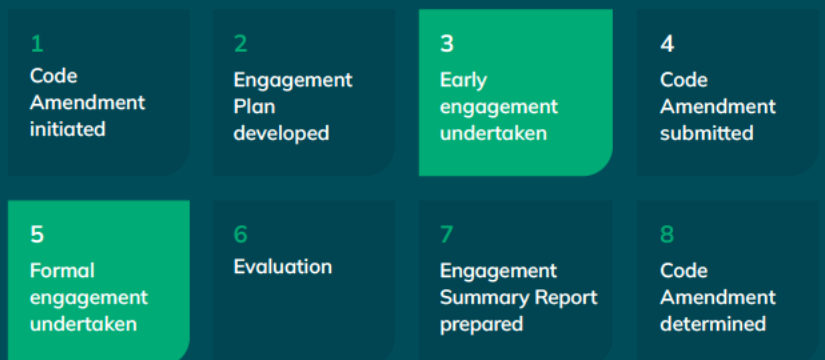 1
Code
Amendment
initiated
2
Engagement
Plan
developed
3
Early
engagement
undertaken
4
Code
Amendment
submitted
5
Formal
engagement
undertaken
6
Evaluation
7
Engagement
Summary Report
prepared
8
Code
Amendment
determined